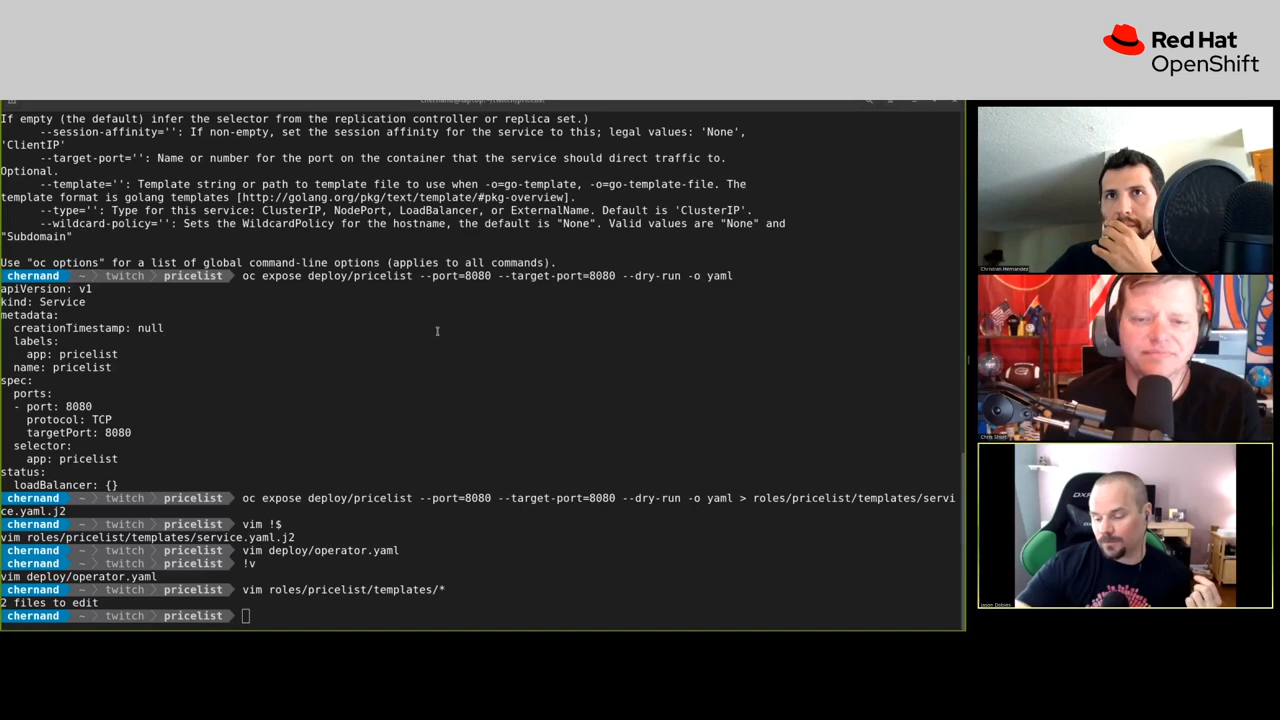 Red Hat
OpenShift
If empty (the default) infer the selector from the replication controller or replica set.)
--session-affinity='': If non-empty, set the session affinity for the service to this; legal values: 'None',
'ClientIP'
--target-port='': Name or number for the port on the container that the service should direct traffic to.
Optional.
--template='': Template string or path to template file to use when -o=go-template, -o=go-template-file. The
template format is golang templates [http://golang.org/pkg/text/template/#pkg-overview].
--type='': Type for this service: ClusterIP, NodePort, LoadBalancer, or ExternalName. Default is 'ClusterIP'.
--wildcard-policy='': Sets the WildcardPolicy for the hostname, the default is "None". Valid values are "None" and
"Subdomain"
Use "oc options" for a list of global command-line options (applies to all commands).
chernand ~ twitch pricelist oc expose deploy/pricelist --port=8080 --target-port=8080 --dry-run -o yaml
apiVersion: v1
kind: Service
metadata:
creationTimestamp: null
labels:
app: pricelist
name: pricelist
spec:
ports:
- port: 8080
protocol: TCP
targetPort: 8080
selector:
app: pricelist
status:
loadBalancer: {}
chernand ~ twitch pricelist oc expose deploy/pricelist --port=8080 --target-port=8080 --dry-run -o yaml > roles/pricelist/templates/servi
ce.yaml.j2
chernand ~ twitch pricelist vim !$
vim roles/pricelist/templates/service.yaml.j2
chernand ~ twitch pricelist vim deploy/operator.yaml
chernand ~ twitch pricelist !v
vim deploy/operator.yaml
chernand ~ twitch pricelist vim roles/pricelist/templates/*
2 files to edit
chernand ~ twitch pricelist
Christian Hernandez
Chris Short
Jason Dobies